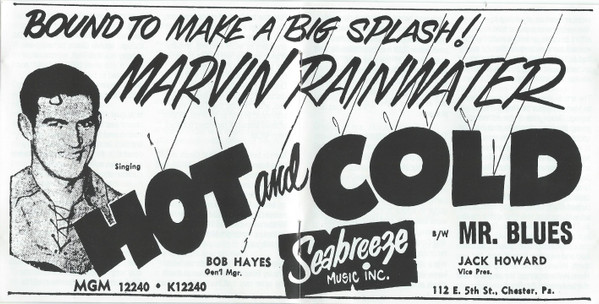 BOUND TO MAKE A BIG SPLASH!
MARVIN RAINWATER
Singing
HOT and COLD
B/W MR. BLUES
BOB HAYES
Gen'l Mgr.
Seabreeze
MUSIC INC.
JACK HOWARD
Vice Pres.
MGM 12240 • K12240
112 E. 5th St., Chester, Pa.